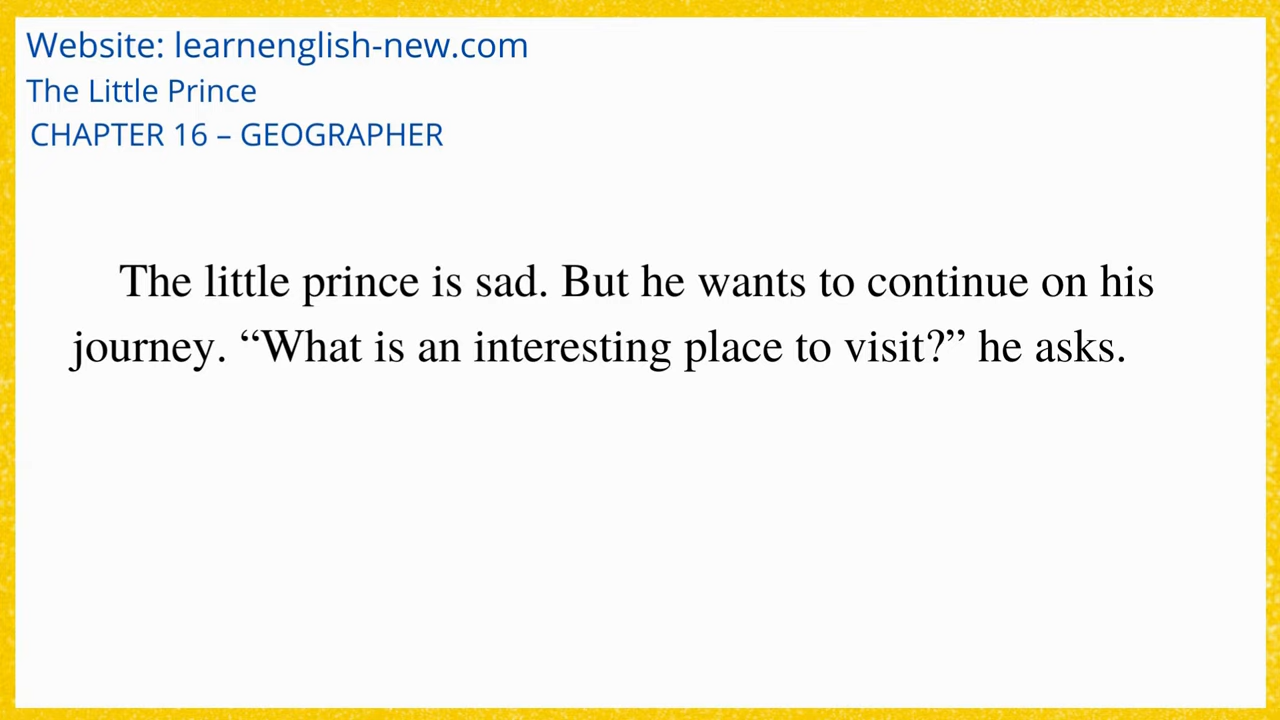 Website: learnenglish-new.com
The Little Prince
CHAPTER 16 – GEOGRAPHER
The little prince is sad. But he wants to continue on his
journey. “What is an interesting place to visit?” he asks.